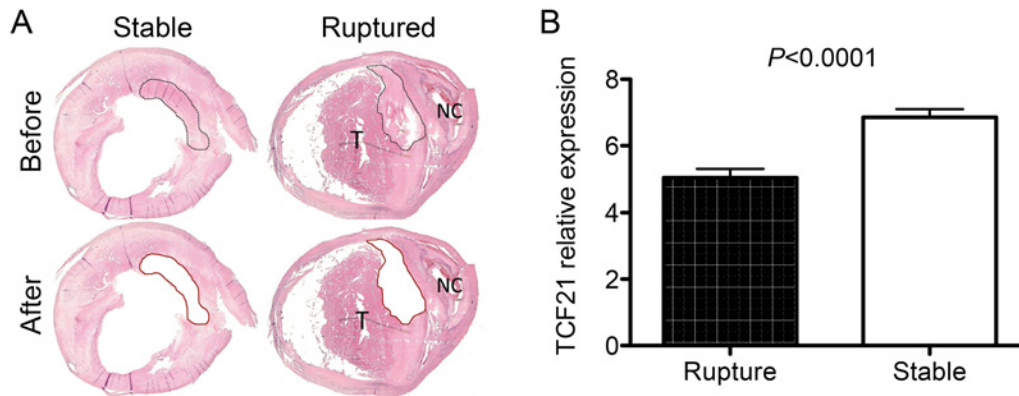 A
Stable
Ruptured
Before
NC
T
After
NC
T
B
P<0.0001
TCF21 relative expression
8
6
4
2
0
Rupture
Stable